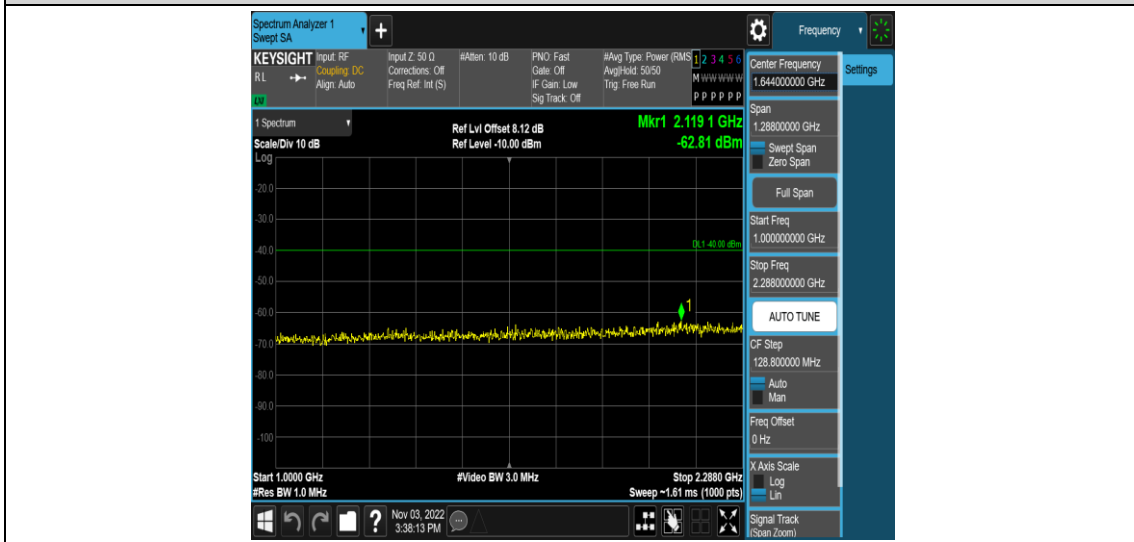 Spectrum Analyzer 1
Swept SA
+
Frequency
KEYSIGHT
RL
Input: RF
Coupling: DC
Align: Auto
Input Z: 50 Ω
Corrections: Off
Freq Ref: Int (S)
#Atten: 10 dB
PNO: Fast
Gate: Off
IF Gain: Low
Sig Track: Off
#Avg Type: Power (RMS
Avg|Hold: 50/50
Trig: Free Run
1 2 3 4 5 6
M W W W W W
P P P P P P
1 Spectrum
Scale/Div 10 dB
Ref Lvl Offset 8.12 dB
Ref Level -10.00 dBm
Mkr1 2.119 1 GHz
-62.81 dBm
Log
-20.0
-30.0
-40.0
DL1 -40.00 dBm
-50.0
-60.0
1
-70.0
-80.0
-90.0
-100
Start 1.0000 GHz
#Video BW 3.0 MHz
Stop 2.2880 GHz
#Res BW 1.0 MHz
Sweep ~1.61 ms (1000 pts)
?
Nov 03, 2022
3:38:13 PM
Center Frequency
1.644000000 GHz
Settings
Span
1.28800000 GHz
Swept Span
Zero Span
Full Span
Start Freq
1.000000000 GHz
Stop Freq
2.288000000 GHz
AUTO TUNE
CF Step
128.800000 MHz
Auto
Man
Freq Offset
0 Hz
X Axis Scale
Log
Lin
Signal Track
(Span Zoom)